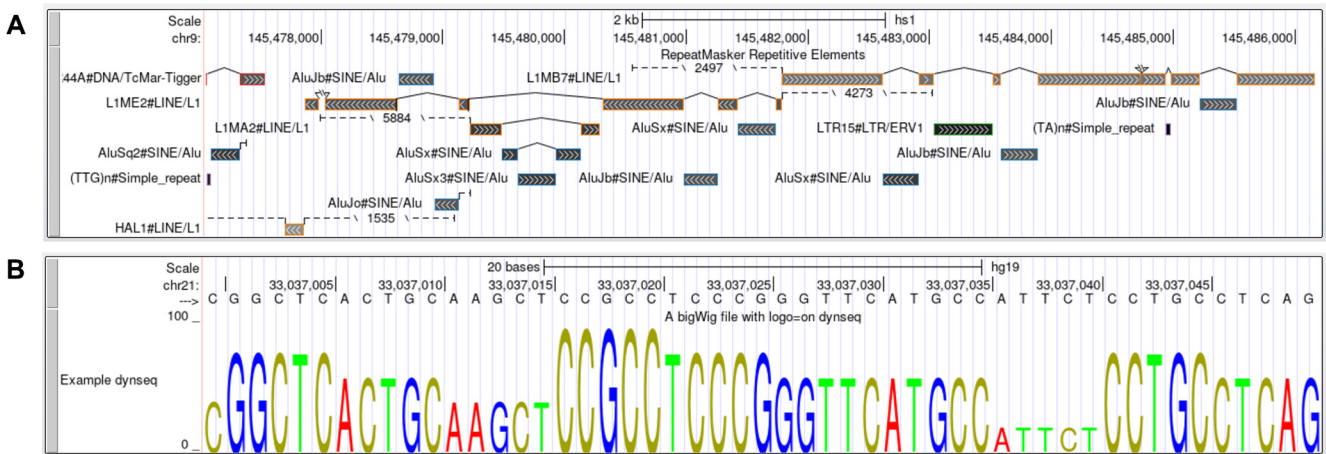 A
Scale 2 kb hs1
chr9: 145,478,000 145,479,000 145,480,000 145,481,000 145,482,000 145,483,000 145,484,000 145,485,000 145,486,000
RepeatMasker Repetitive Elements
44A#DNA/TcMar-Tigger AluJb#SINE/Alu L1MB7#LINE/L1 2497
L1ME2#LINE/L1 5884 4273 AluJb#SINE/Alu
L1MA2#LINE/L1 AluSx#SINE/Alu LTR15#LTR/ERV1 (TA)n#Simple_repeat
AluSq2#SINE/Alu AluSx#SINE/Alu AluJb#SINE/Alu
(TTG)n#Simple_repeat AluSx3#SINE/Alu AluJb#SINE/Alu AluSx#SINE/Alu
AluJo#SINE/Alu
HAL1#LINE/L1 1535
B
Scale 20 bases hg19
chr21: 33,037,005 33,037,010 33,037,015 33,037,020 33,037,025 33,037,030 33,037,035 33,037,040 33,037,045
---> C G G C T C A C T G C A A G C T C C G C C T C C C G G G T T C A T G C C A T T C T C C T G C C T C A G
100 _ A bigWig file with logo=on dynseq
Example dynseq
CGGCTCACTGCAAGCTCCGCCTCCCGGGTTCATGCCATTCTCCTGCCTCAG
0 _